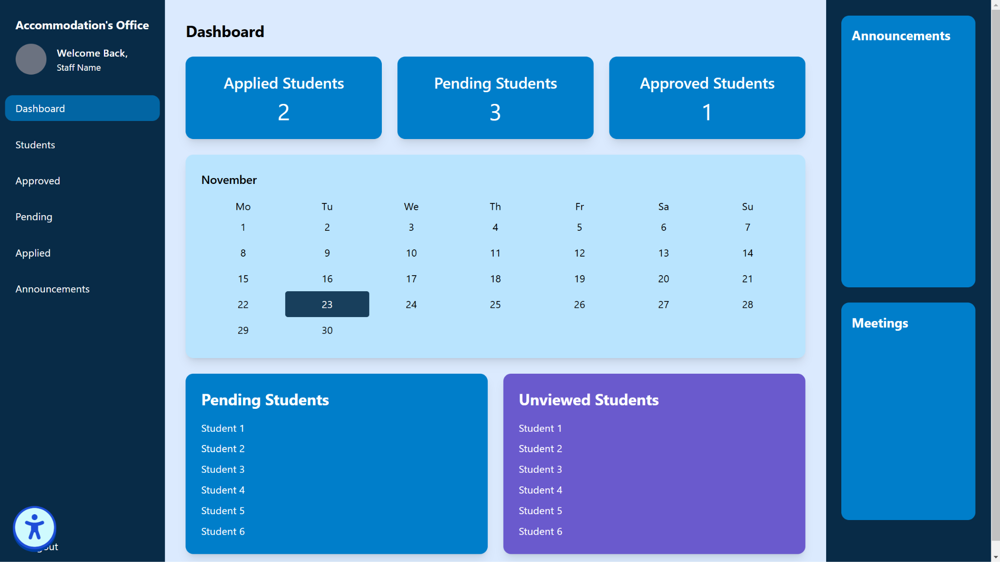 Accommodation's Office
Welcome Back,
Staff Name
Dashboard
Students
Approved
Pending
Applied
Announcements
Dashboard
Applied Students
2
Pending Students
3
Approved Students
1
November
Mo Tu We Th Fr Sa Su
1 2 3 4 5 6 7
8 9 10 11 12 13 14
15 16 17 18 19 20 21
22 23 24 25 26 27 28
29 30
Pending Students
Student 1
Student 2
Student 3
Student 4
Student 5
Student 6
Unviewed Students
Student 1
Student 2
Student 3
Student 4
Student 5
Student 6
Announcements
Meetings